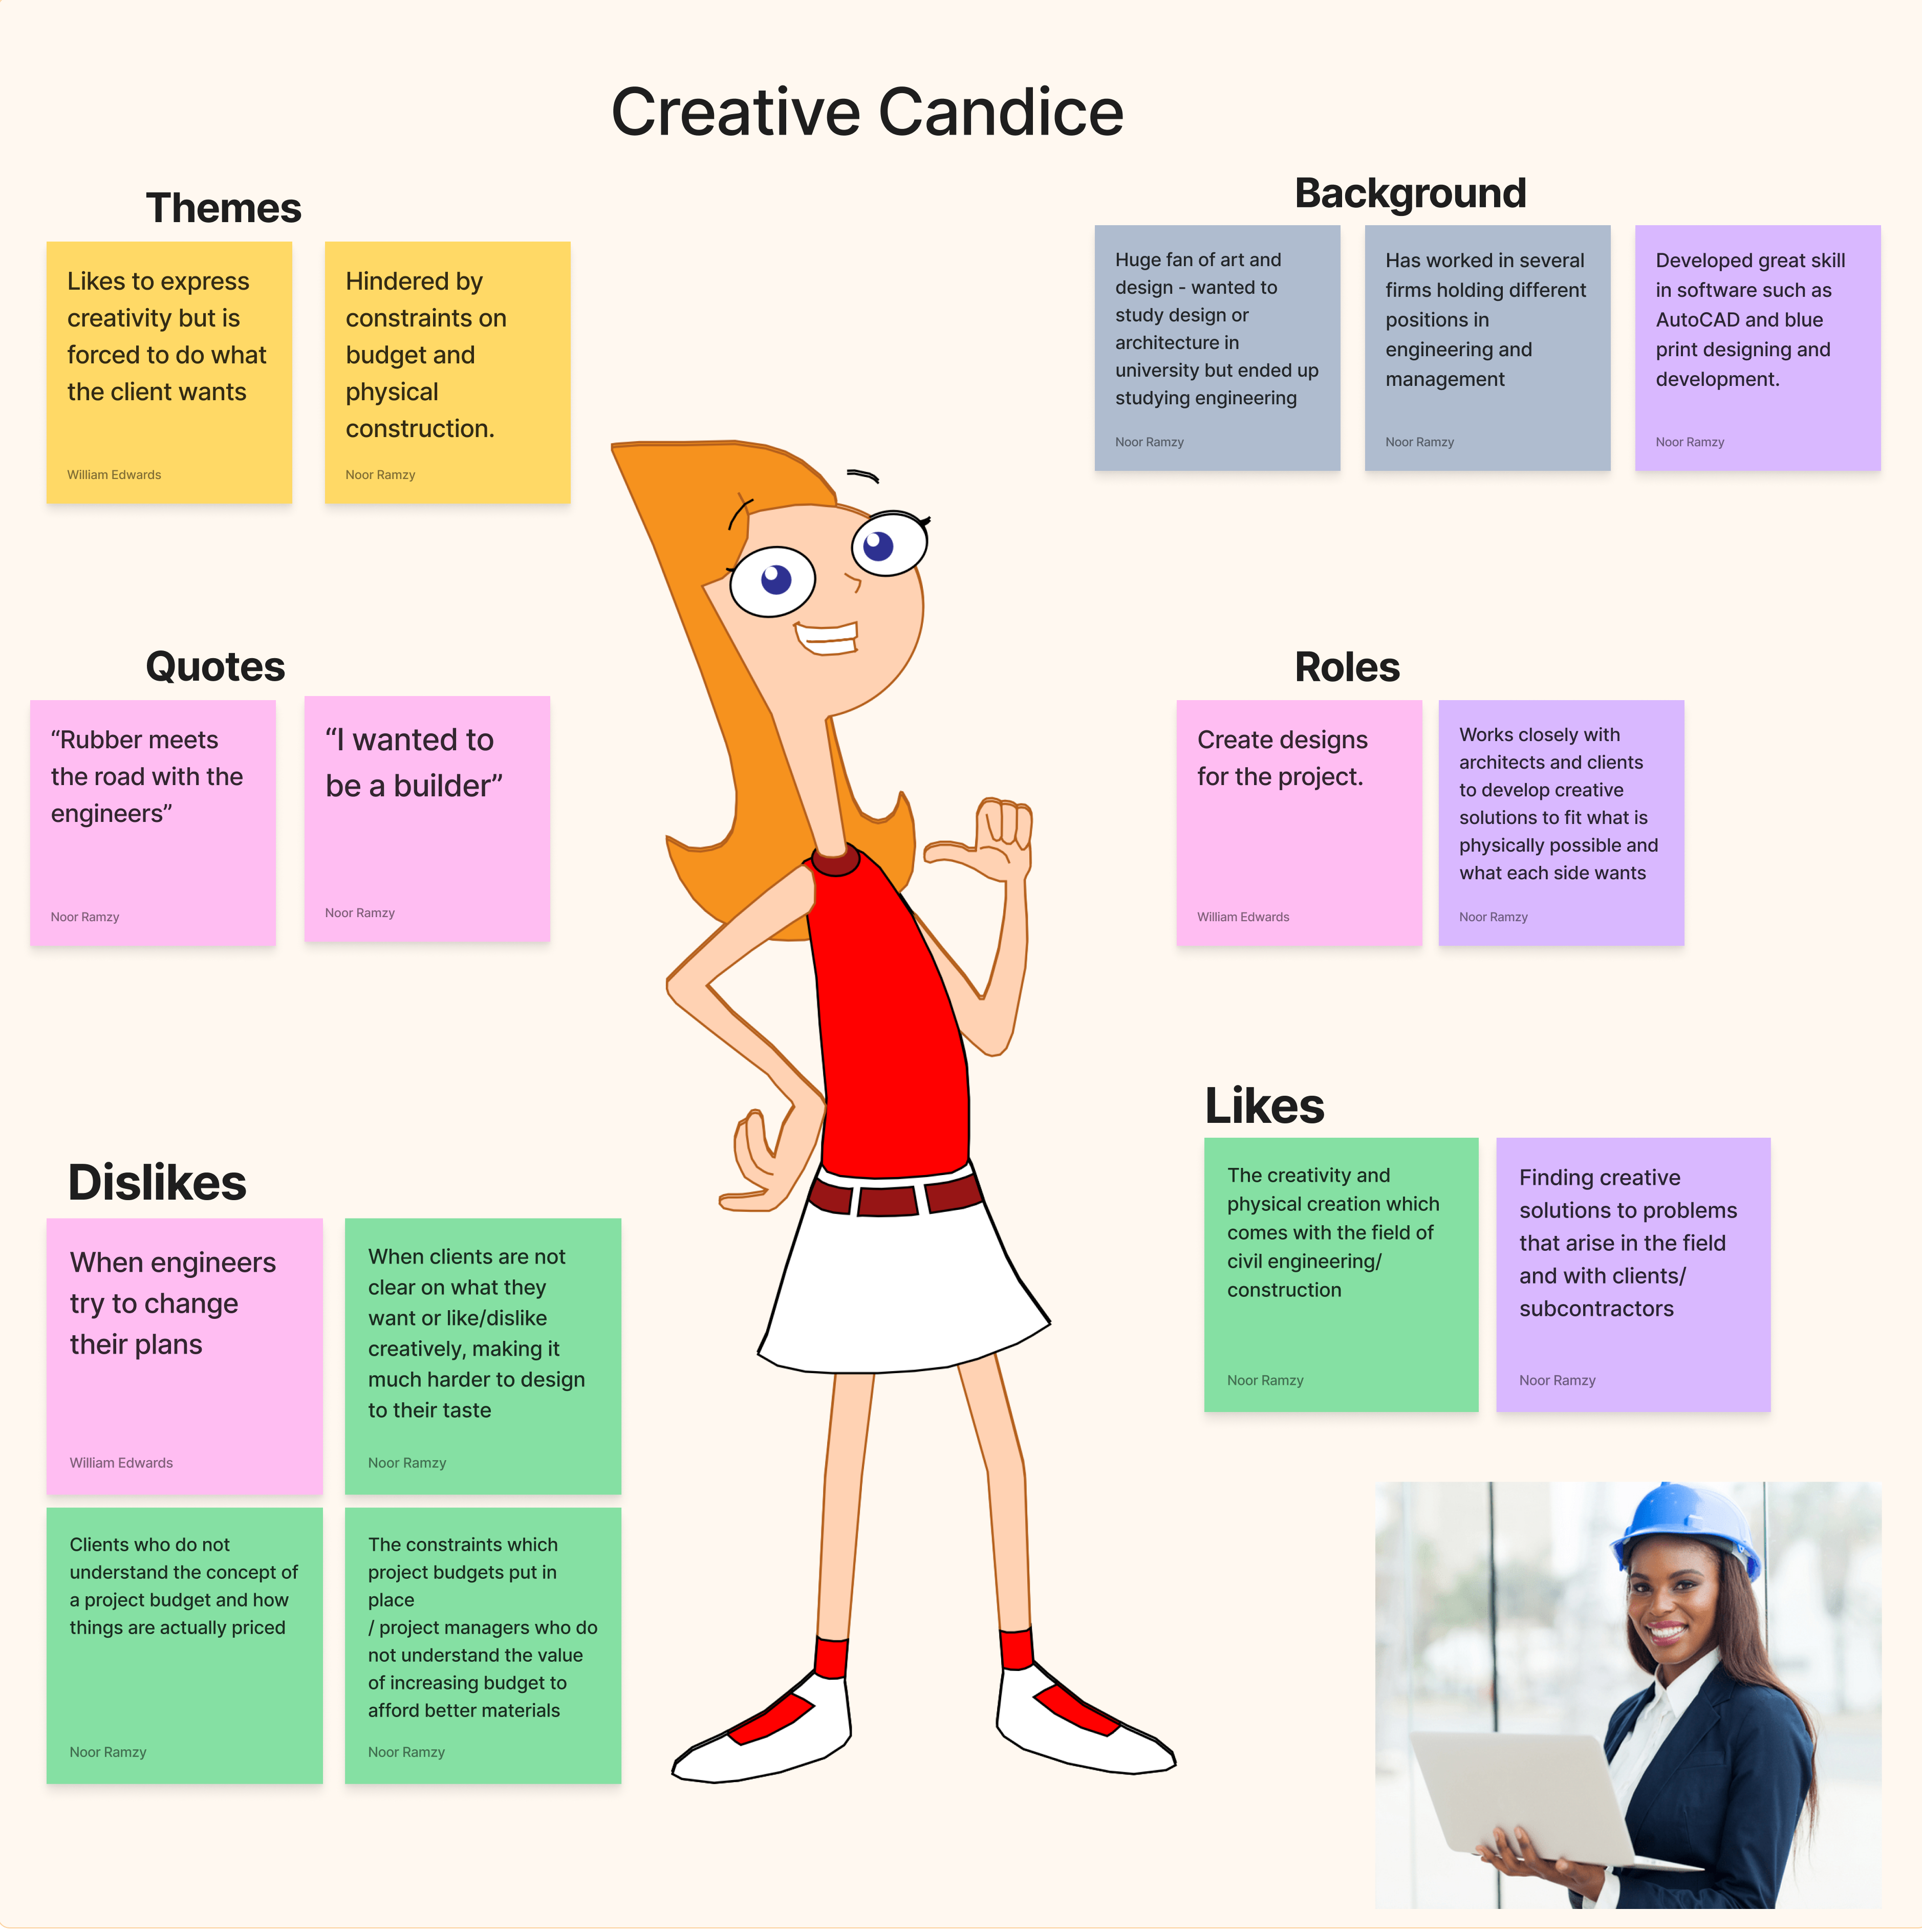 Creative Candice
Themes
Likes to express
creativity but is
forced to do what
the client wants
William Edwards
Hindered by
constraints on
budget and
physical
construction.
Noor Ramzy
Background
Huge fan of art and
design - wanted to
study design or
architecture in
university but ended up
studying engineering
Noor Ramzy
Has worked in several
firms holding different
positions in
engineering and
management
Noor Ramzy
Developed great skill
in software such as
AutoCAD and blue
print designing and
development.
Noor Ramzy
Quotes
“Rubber meets
the road with the
engineers”
Noor Ramzy
“I wanted to
be a builder”
Noor Ramzy
Roles
Create designs
for the project.
William Edwards
Works closely with
architects and clients
to develop creative
solutions to fit what is
physically possible and
what each side wants
Noor Ramzy
Dislikes
When engineers
try to change
their plans
William Edwards
When clients are not
clear on what they
want or like/dislike
creatively, making it
much harder to design
to their taste
Noor Ramzy
Clients who do not
understand the concept of
a project budget and how
things are actually priced
Noor Ramzy
The constraints which
project budgets put in
place
/ project managers who do
not understand the value
of increasing budget to
afford better materials
Noor Ramzy
Likes
The creativity and
physical creation which
comes with the field of
civil engineering/
construction
Noor Ramzy
Finding creative
solutions to problems
that arise in the field
and with clients/
subcontractors
Noor Ramzy